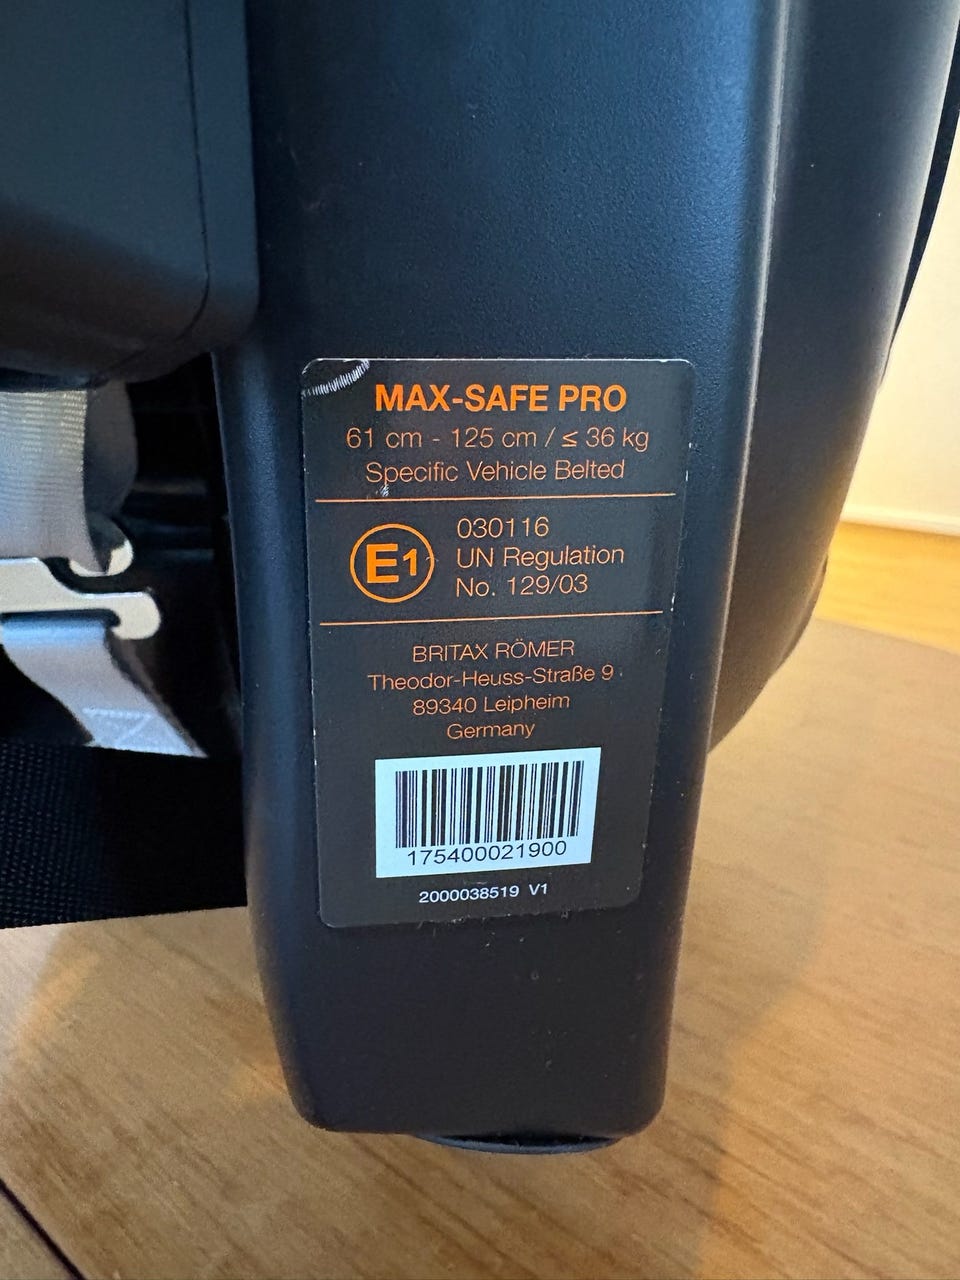 MAX-SAFE PRO
61 cm - 125 cm / ≤ 36 kg
Specific Vehicle Belted
E1
030116
UN Regulation
No. 129/03
BRITAX RÖMER
Theodor-Heuss-Straße 9
89340 Leipheim
Germany
175400021900
2000038519 V1